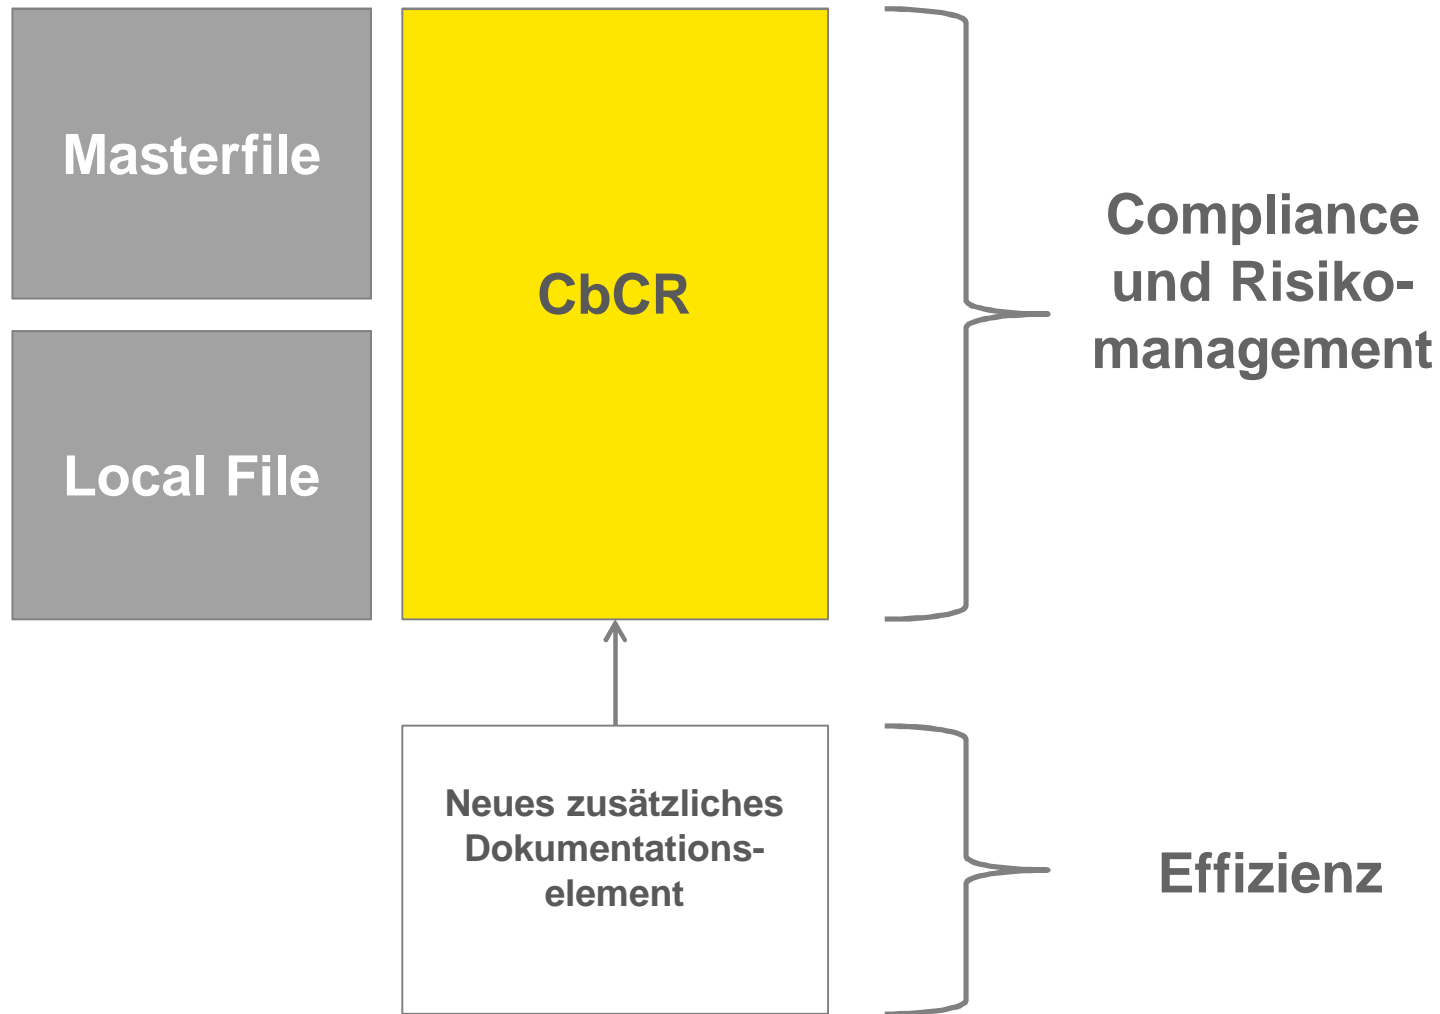 Masterfile
Local File
CbCR
Compliance
und Risiko-
management
Neues zusätzliches
Dokumentations-
element
Effizienz